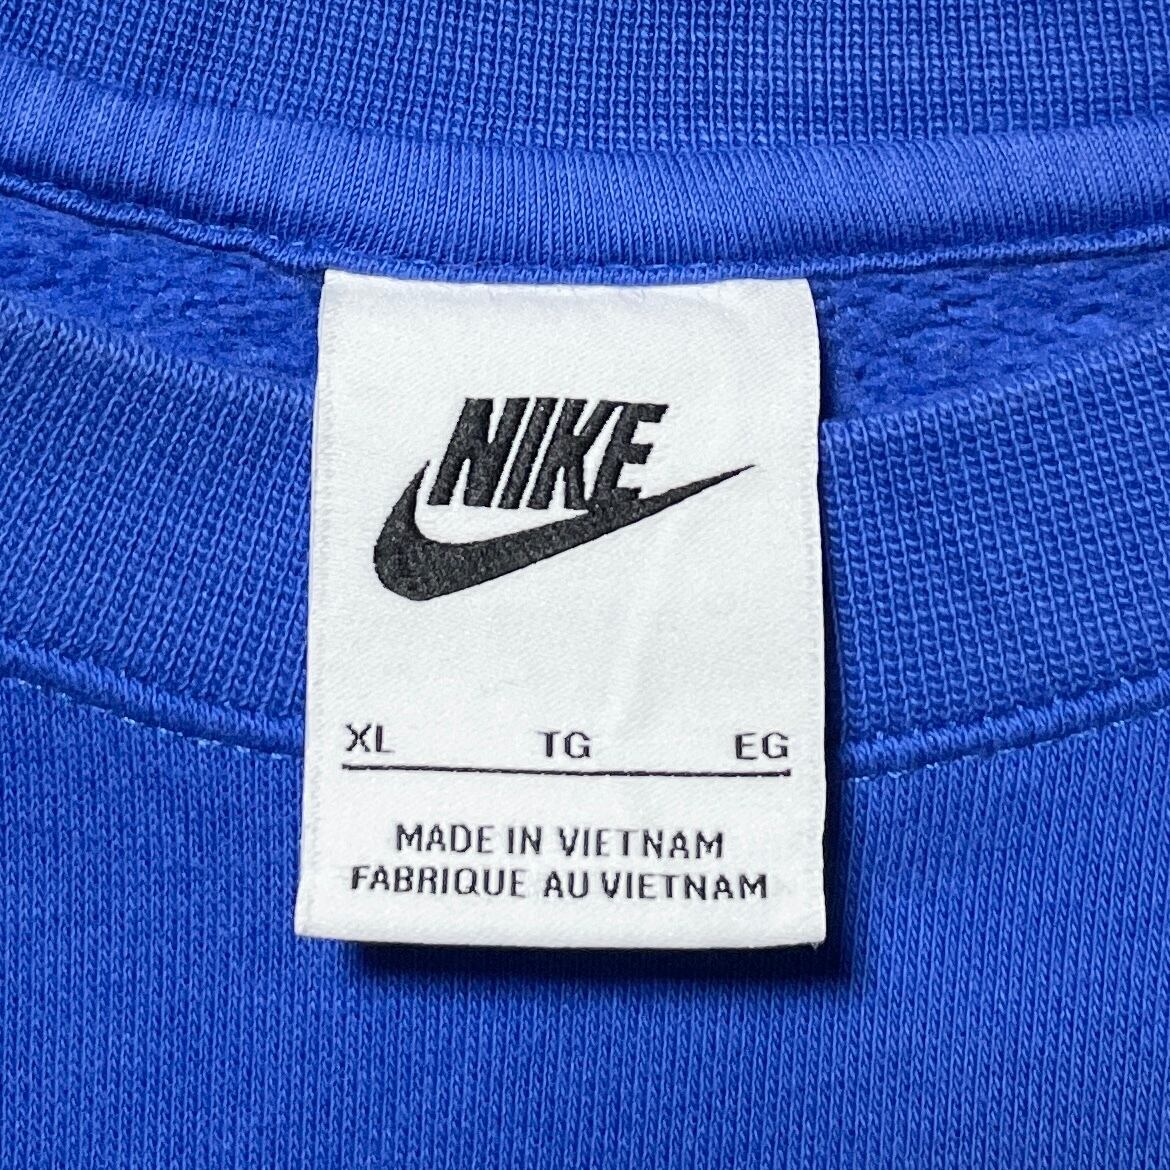 NIKE
XL TG EG
MADE IN VIETNAM
FABRIQUE AU VIETNAM